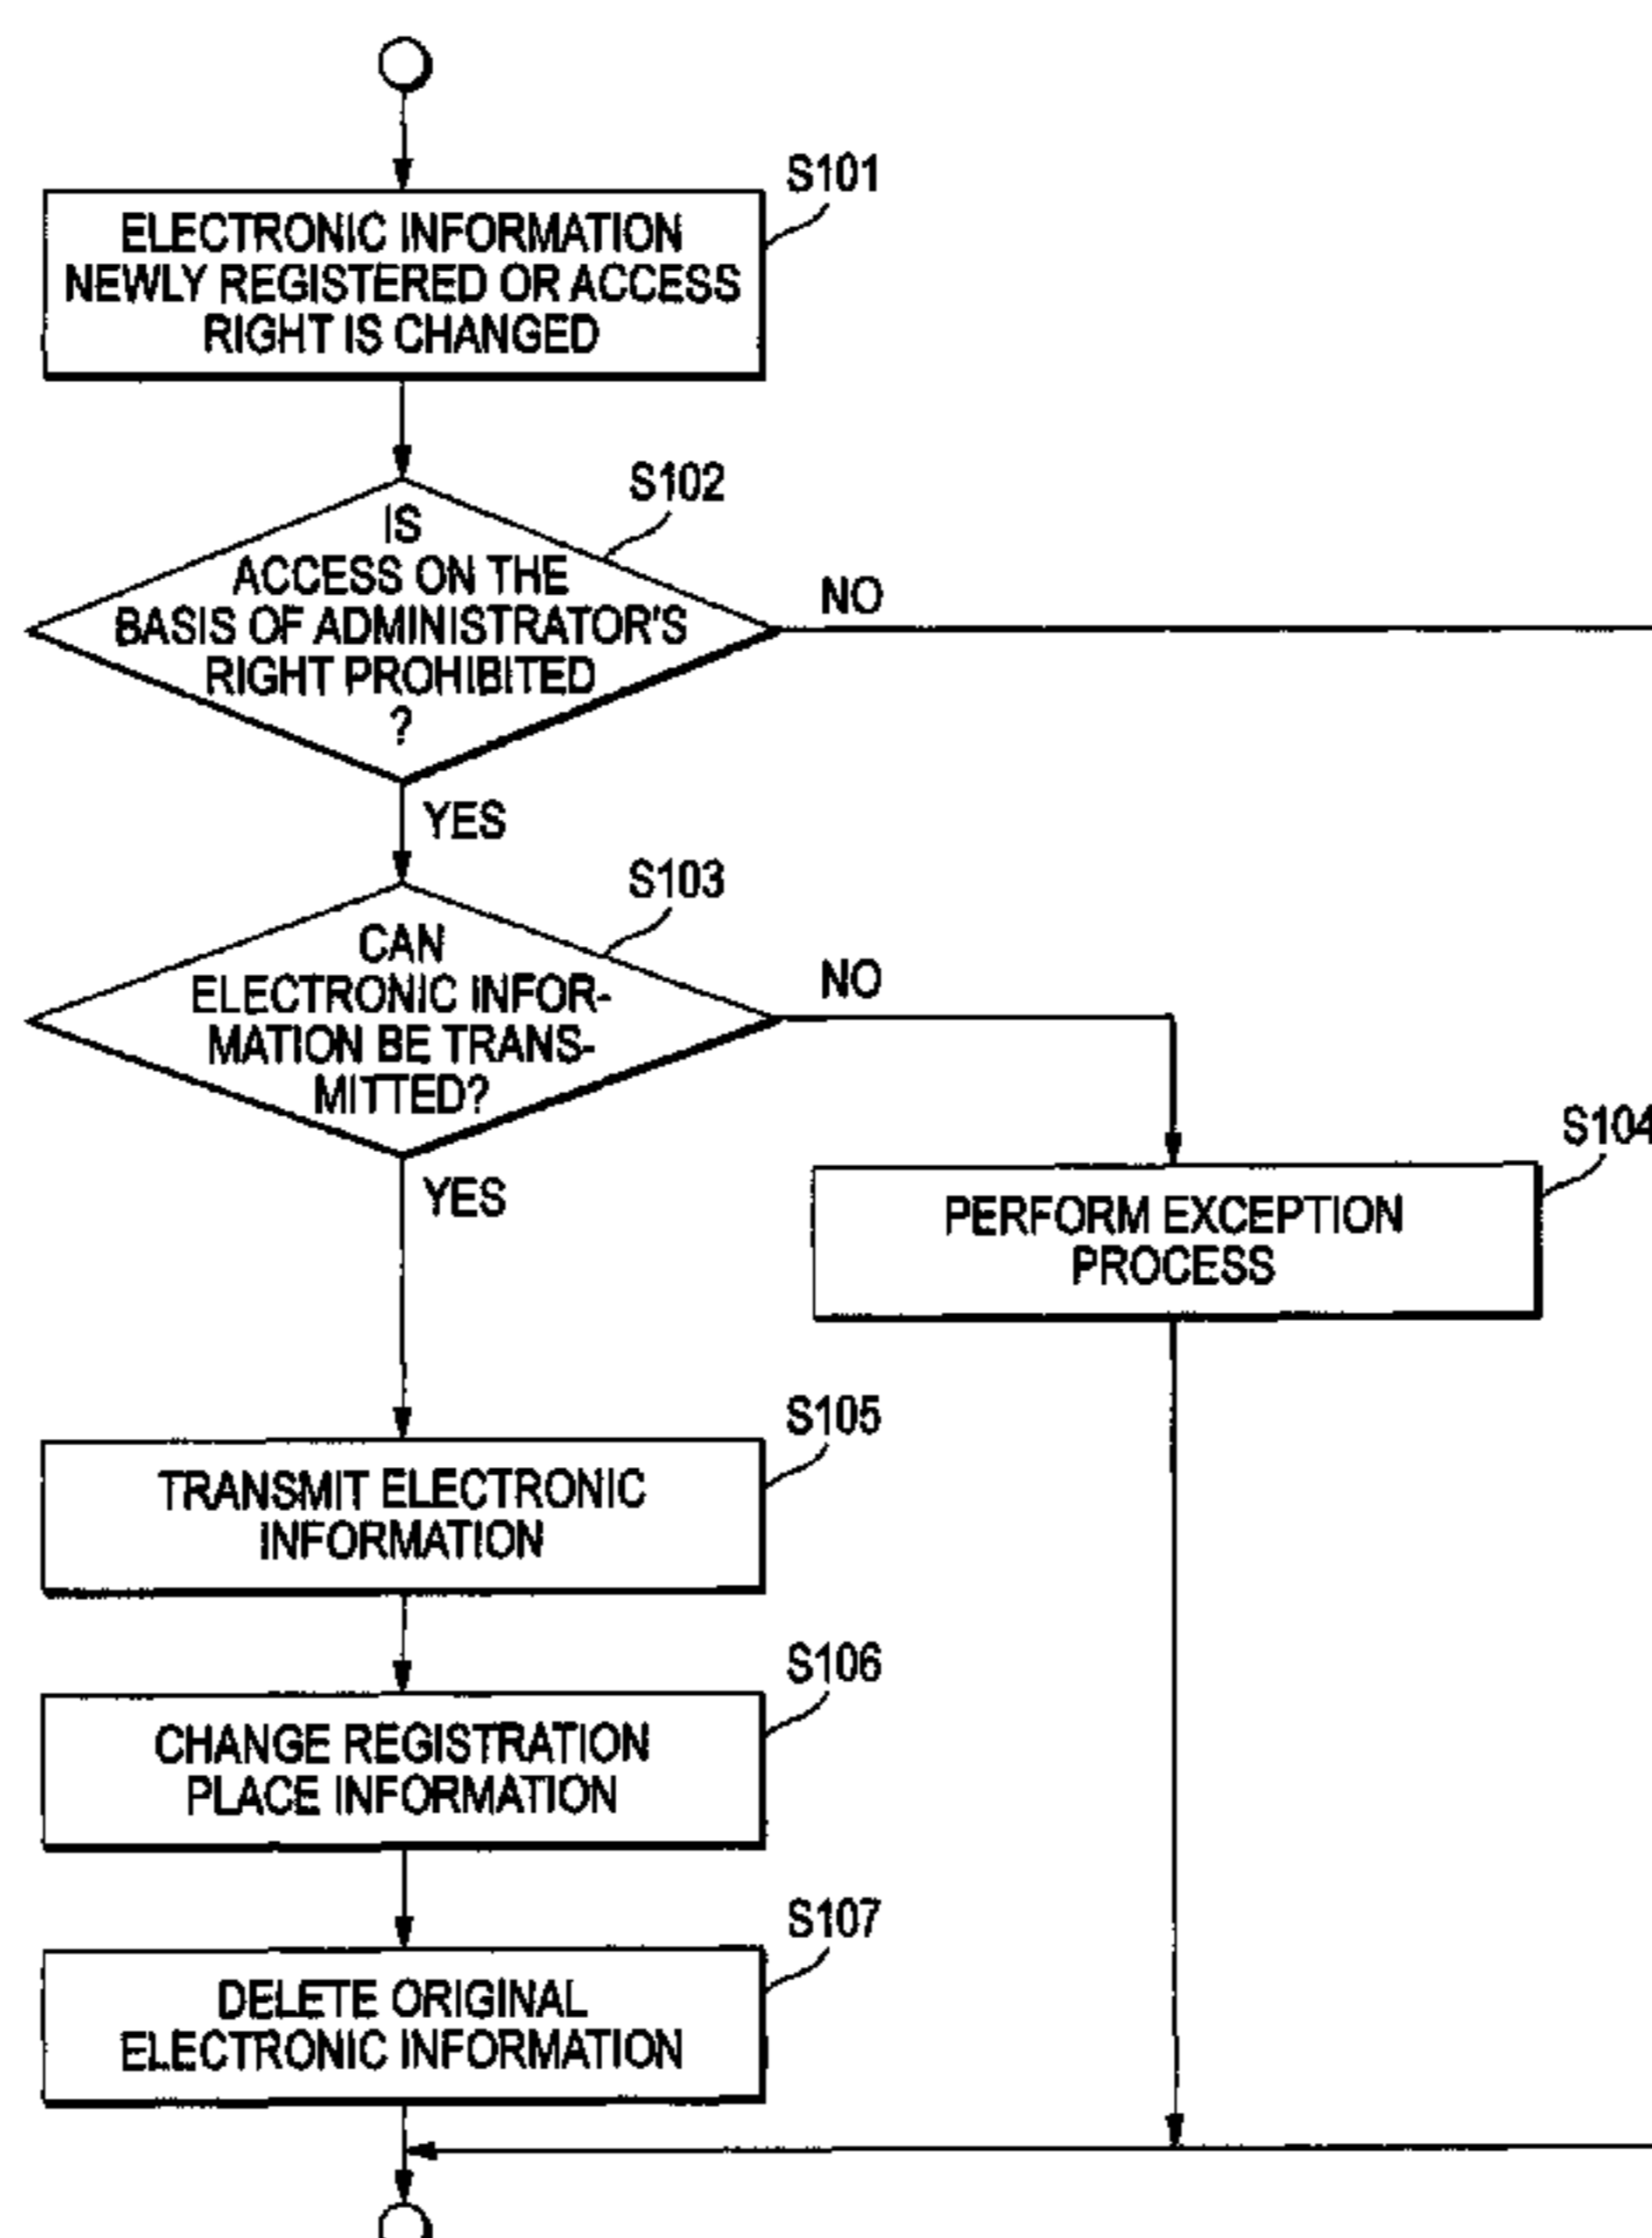 S101
ELECTRONIC INFORMATION
NEWLY REGISTERED OR ACCESS
RIGHT IS CHANGED
S102
IS
ACCESS ON THE
BASIS OF ADMINISTRATOR'S
RIGHT PROHIBITED
?
NO
YES
S103
CAN
ELECTRONIC INFOR-
MATION BE TRANS-
MITTED?
NO
YES
S104
PERFORM EXCEPTION
PROCESS
S105
TRANSMIT ELECTRONIC
INFORMATION
S106
CHANGE REGISTRATION
PLACE INFORMATION
S107
DELETE ORIGINAL
ELECTRONIC INFORMATION